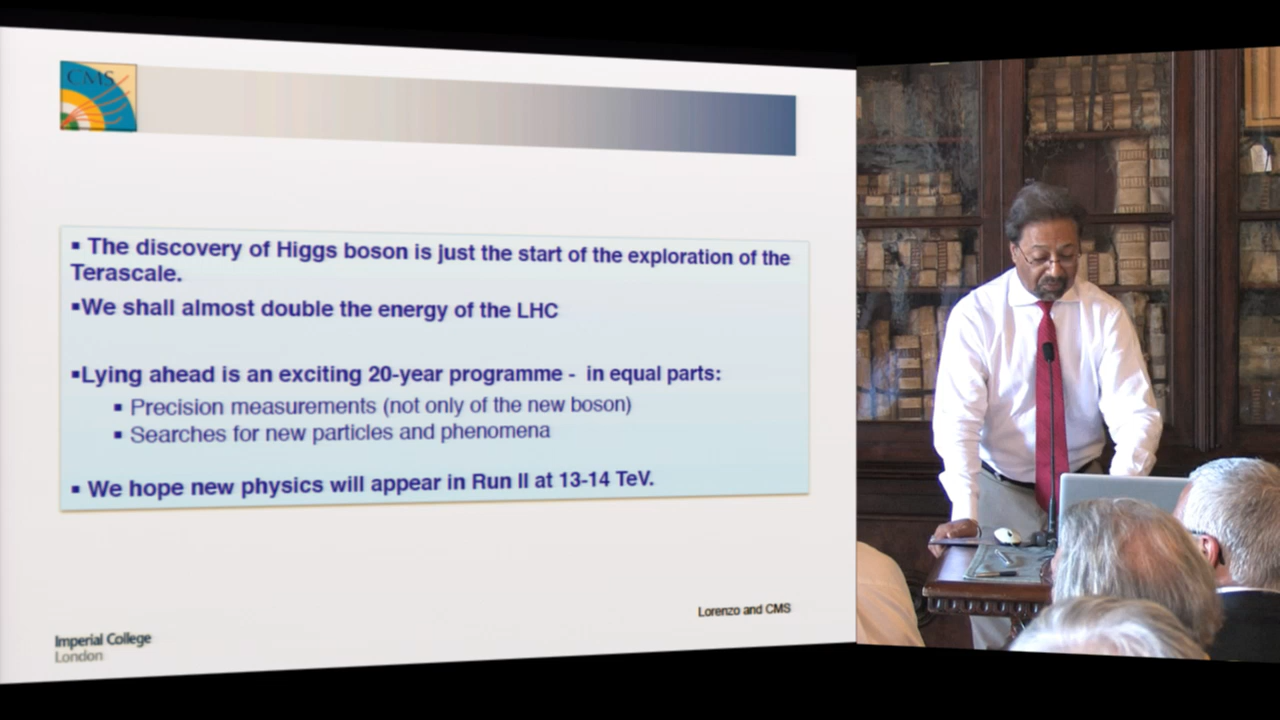 CMS
▪ The discovery of Higgs boson is just the start of the exploration of the
Terascale.
▪We shall almost double the energy of the LHC
▪Lying ahead is an exciting 20-year programme - in equal parts:
▪ Precision measurements (not only of the new boson)
▪ Searches for new particles and phenomena
▪ We hope new physics will appear in Run II at 13-14 TeV.
Lorenzo and CMS
Imperial College
London